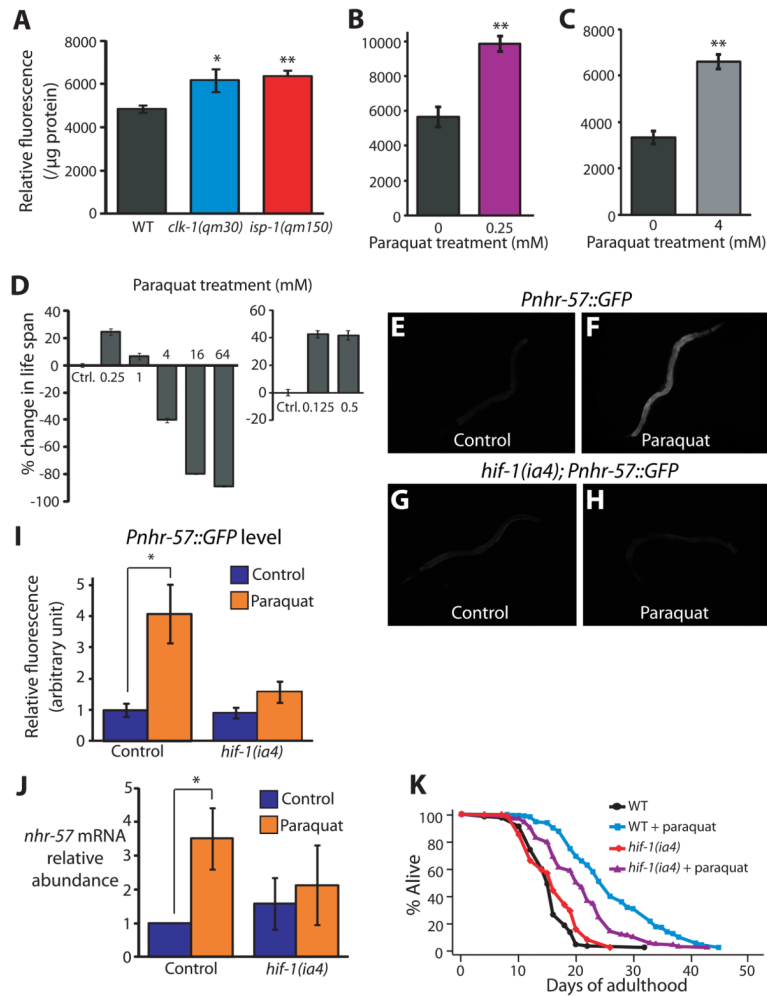 A
Relative fluorescence
(/µg protein)
8000
6000
4000
2000
0
*
**
WT
clk-1(qm30)
isp-1(qm150)
B
10000
8000
6000
4000
2000
0
**
0
0.25
Paraquat treatment (mM)
C
8000
6000
4000
2000
0
**
0
4
Paraquat treatment (mM)
D
Paraquat treatment (mM)
% change in life span
40
20
0
-20
-40
-60
-80
-100
Ctrl.
0.25
1
4
16
64
60
40
20
0
-20
Ctrl.
0.125
0.5
Pnhr-57::GFP
E
Control
F
Paraquat
hif-1(ia4); Pnhr-57::GFP
G
Control
H
Paraquat
I
Pnhr-57::GFP level
Relative fluorescence
(arbitrary unit)
5
4
3
2
1
0
*
Control
Paraquat
Control
hif-1(ia4)
J
nhr-57 mRNA
relative
abundance
5
4
3
2
1
0
*
Control
Paraquat
Control
hif-1(ia4)
K
% Alive
100
80
60
40
20
0
WT
WT + paraquat
hif-1(ia4)
hif-1(ia4) + paraquat
0
10
20
30
40
50
Days of adulthood